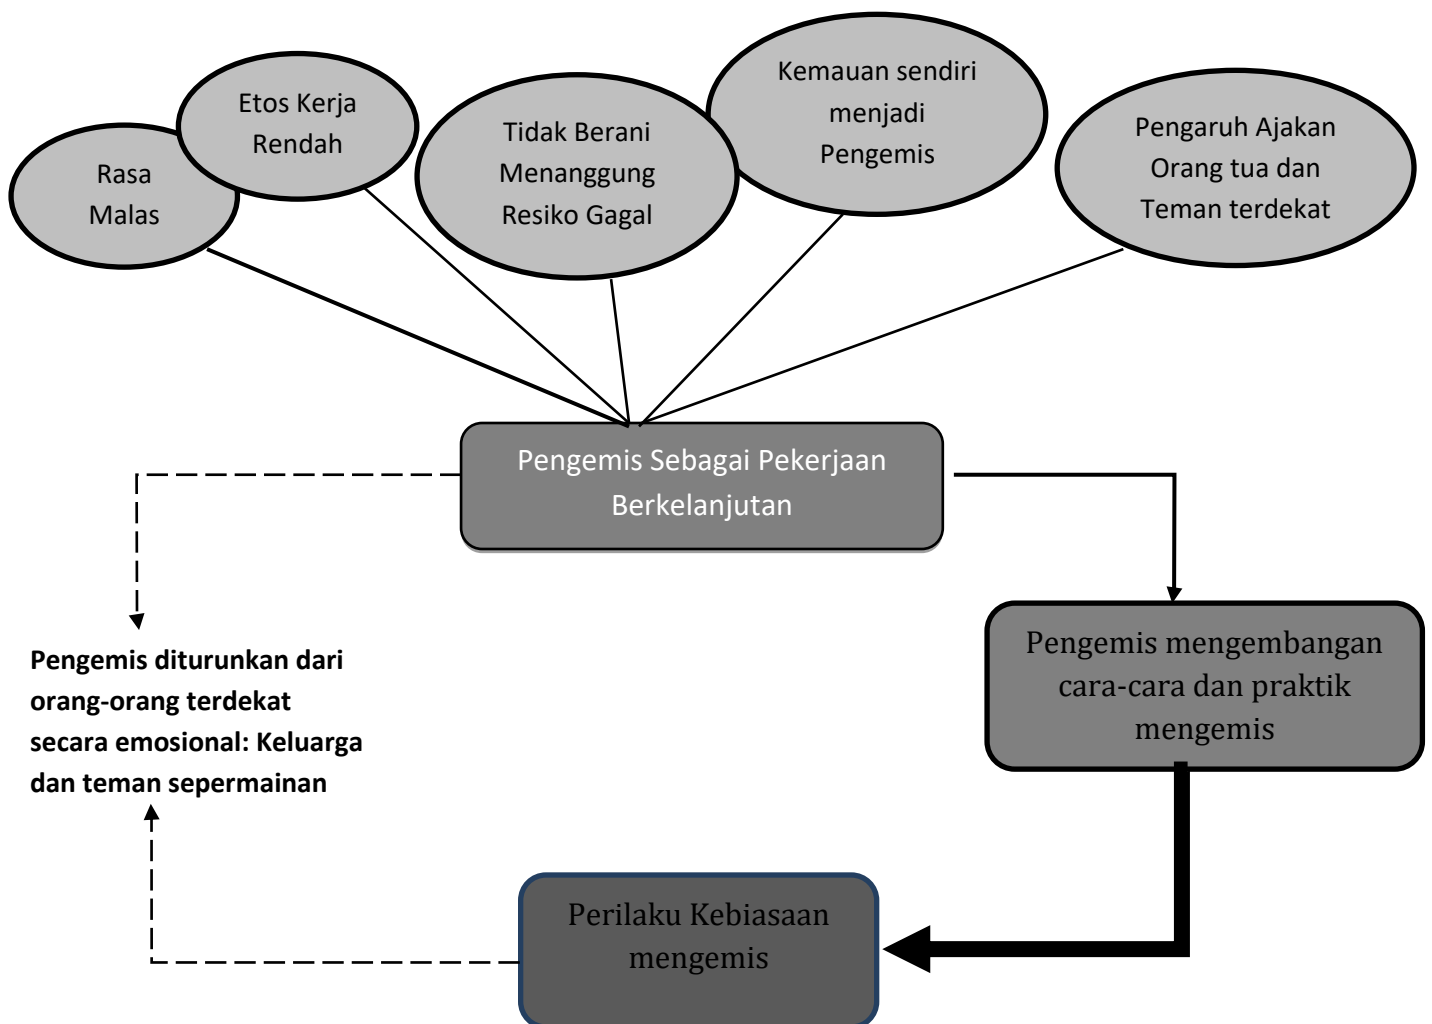 Rasa
Malas
Etos Kerja
Rendah
Tidak Berani
Menanggung
Resiko Gagal
Kemauan sendiri
menjadi
Pengemis
Pengaruh Ajakan
Orang tua dan
Teman terdekat
Pengemis Sebagai Pekerjaan
Berkelanjutan
Pengemis diturunkan dari
orang-orang terdekat
secara emosional: Keluarga
dan teman sepermainan
Pengemis mengembangan
cara-cara dan praktik
mengemis
Perilaku Kebiasaan
mengemis